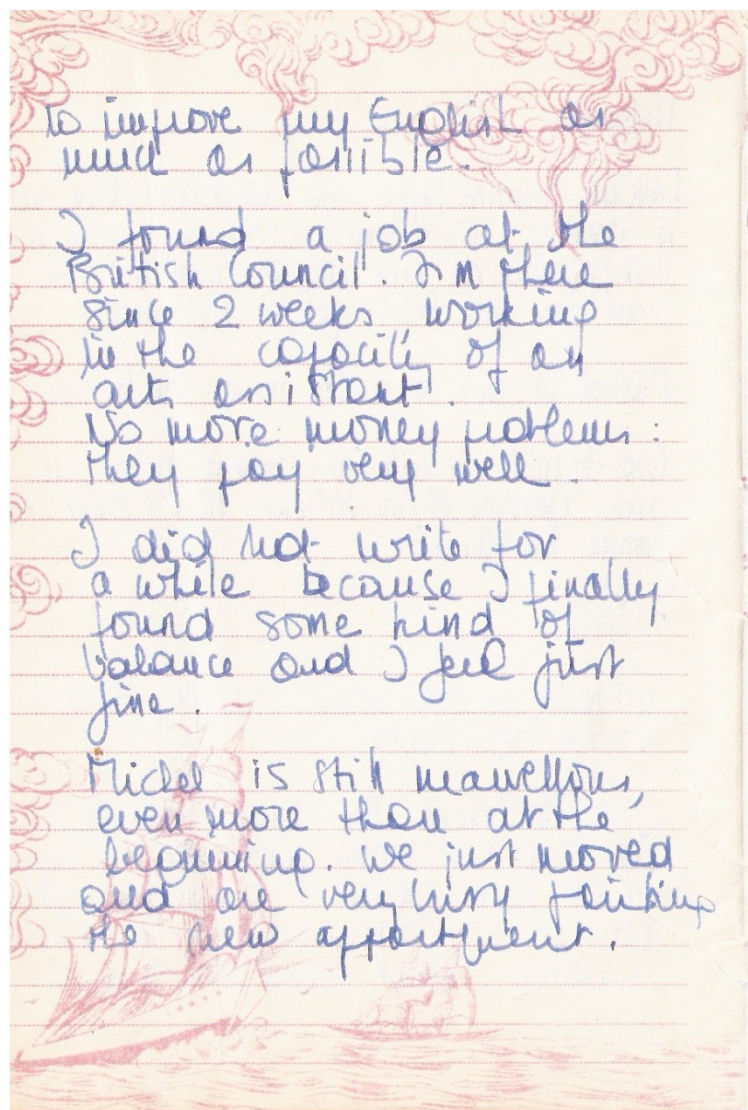 to improve my English as
much as possible.
I found a job at the
British Council. I'm there
since 2 weeks, working
in the capacity of an
arts assistant.
No more money problems:
they pay very well.
I did not write for
a while because I finally
found some kind of
balance and I feel just
fine.
Michel is still marvellous,
even more than at the
beginning. We just moved
and are very busy painting
the new appartment.